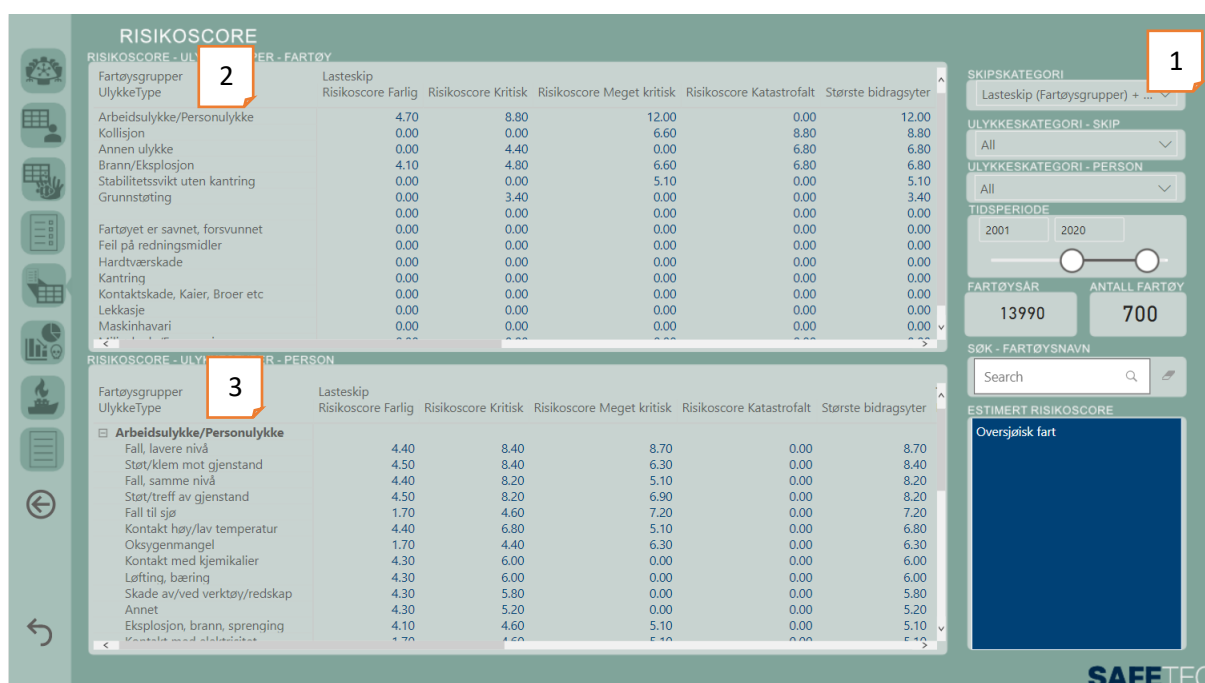 RISIKOSCORE
1
RISIKOSCORE - UL PER - FARTØY
2
Fartøysgrupper Lasteskip
UlykkeType Risikoscore Farlig Risikoscore Kritisk Risikoscore Meget kritisk Risikoscore Katastrofalt Største bidragsyter
Arbeidsulykke/Personulykke 4.70 8.80 12.00 0.00 12.00
Kollisjon 0.00 0.00 6.60 8.80 8.80
Annen ulykke 0.00 4.40 0.00 6.80 6.80
Brann/Eksplosjon 4.10 4.80 6.60 6.80 6.80
Stabilitetssvikt uten kantring 0.00 0.00 5.10 0.00 5.10
Grunnstøting 0.00 3.40 0.00 0.00 3.40
0.00 0.00 0.00 0.00 0.00
Fartøyet er savnet, forsvunnet 0.00 0.00 0.00 0.00 0.00
Feil på redningsmidler 0.00 0.00 0.00 0.00 0.00
Hardtværskade 0.00 0.00 0.00 0.00 0.00
Kantring 0.00 0.00 0.00 0.00 0.00
Kontaktskade, Kaier, Broer etc 0.00 0.00 0.00 0.00 0.00
Lekkasje 0.00 0.00 0.00 0.00 0.00
Maskinhavari 0.00 0.00 0.00 0.00 0.00
RISIKOSCORE - ULY R - PERSON
3
Fartøysgrupper Lasteskip
UlykkeType Risikoscore Farlig Risikoscore Kritisk Risikoscore Meget kritisk Risikoscore Katastrofalt Største bidragsyter
Arbeidsulykke/Personulykke
Fall, lavere nivå 4.40 8.40 8.70 0.00 8.70
Støt/klem mot gjenstand 4.50 8.40 6.30 0.00 8.40
Fall, samme nivå 4.40 8.20 5.10 0.00 8.20
Støt/treff av gjenstand 4.50 8.20 6.90 0.00 8.20
Fall til sjø 1.70 4.60 7.20 0.00 7.20
Kontakt høy/lav temperatur 4.40 6.80 5.10 0.00 6.80
Oksygenmangel 1.70 4.40 6.30 0.00 6.30
Kontakt med kjemikalier 4.30 6.00 0.00 0.00 6.00
Løfting, bæring 4.30 6.00 0.00 0.00 6.00
Skade av/ved verktøy/redskap 4.30 5.80 0.00 0.00 5.80
Annet 4.30 5.20 0.00 0.00 5.20
Eksplosjon, brann, sprenging 4.10 4.60 5.10 0.00 5.10
Kontakt med elektrisitet 1.70 4.60 5.10 0.00 5.10
SKIPSKATEGORI
Lasteskip (Fartøysgrupper) + ...
ULYKKESKATEGORI - SKIP
All
ULYKKESKATEGORI - PERSON
All
TIDSPERIODE
2001 2020
FARTØYSÅR ANTALL FARTØY
13990 700
SØK - FARTØYSNAVN
Search
ESTIMERT RISIKOSCORE
Oversjøisk fart
SAFETEC